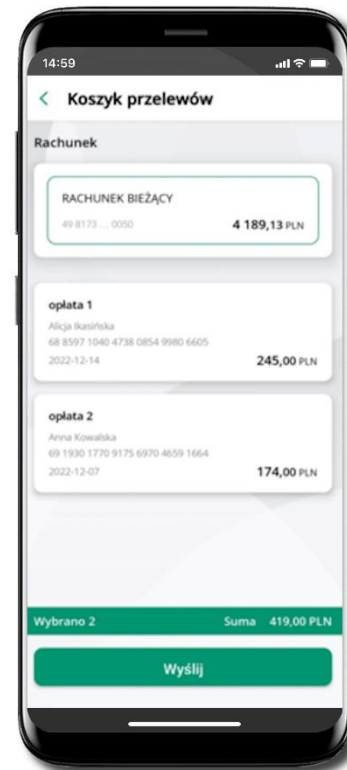 14:59
Koszyk przelewów
Rachunek
RACHUNEK BIEŻĄCY
49 8173 ... 0050 4 189,13 PLN
opłata 1
Alicja Ikasińska
68 8597 1040 4738 0854 9980 6605
2022-12-14 245,00 PLN
opłata 2
Anna Kowalska
69 1930 1770 9175 6970 4659 1664
2022-12-07 174,00 PLN
Wybrano 2 Suma 419,00 PLN
Wyślij